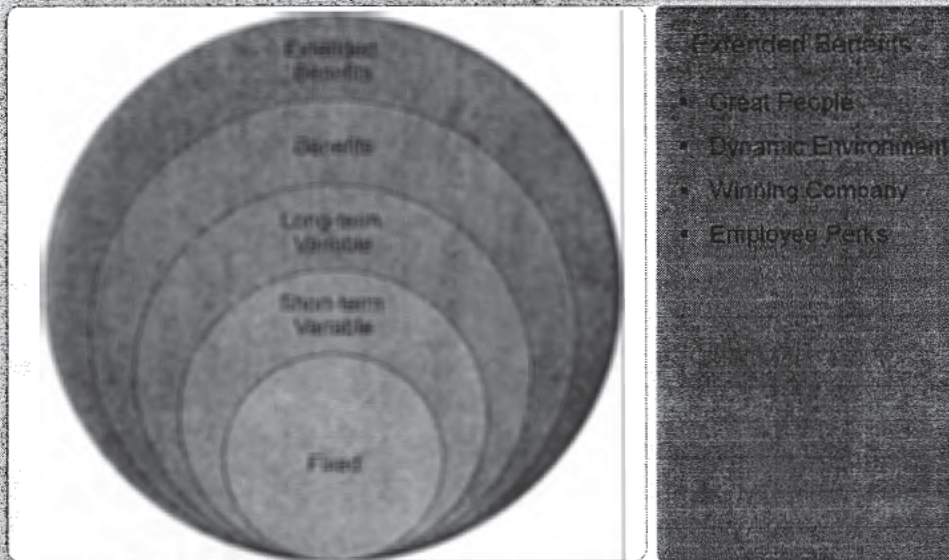 Extended
Benefits
Benefits
Long-term
Variable
Short-term
Variable
Fixed
Extended Benefits
• Great People
• Dynamic Environment
• Winning Company
• Employee Perks